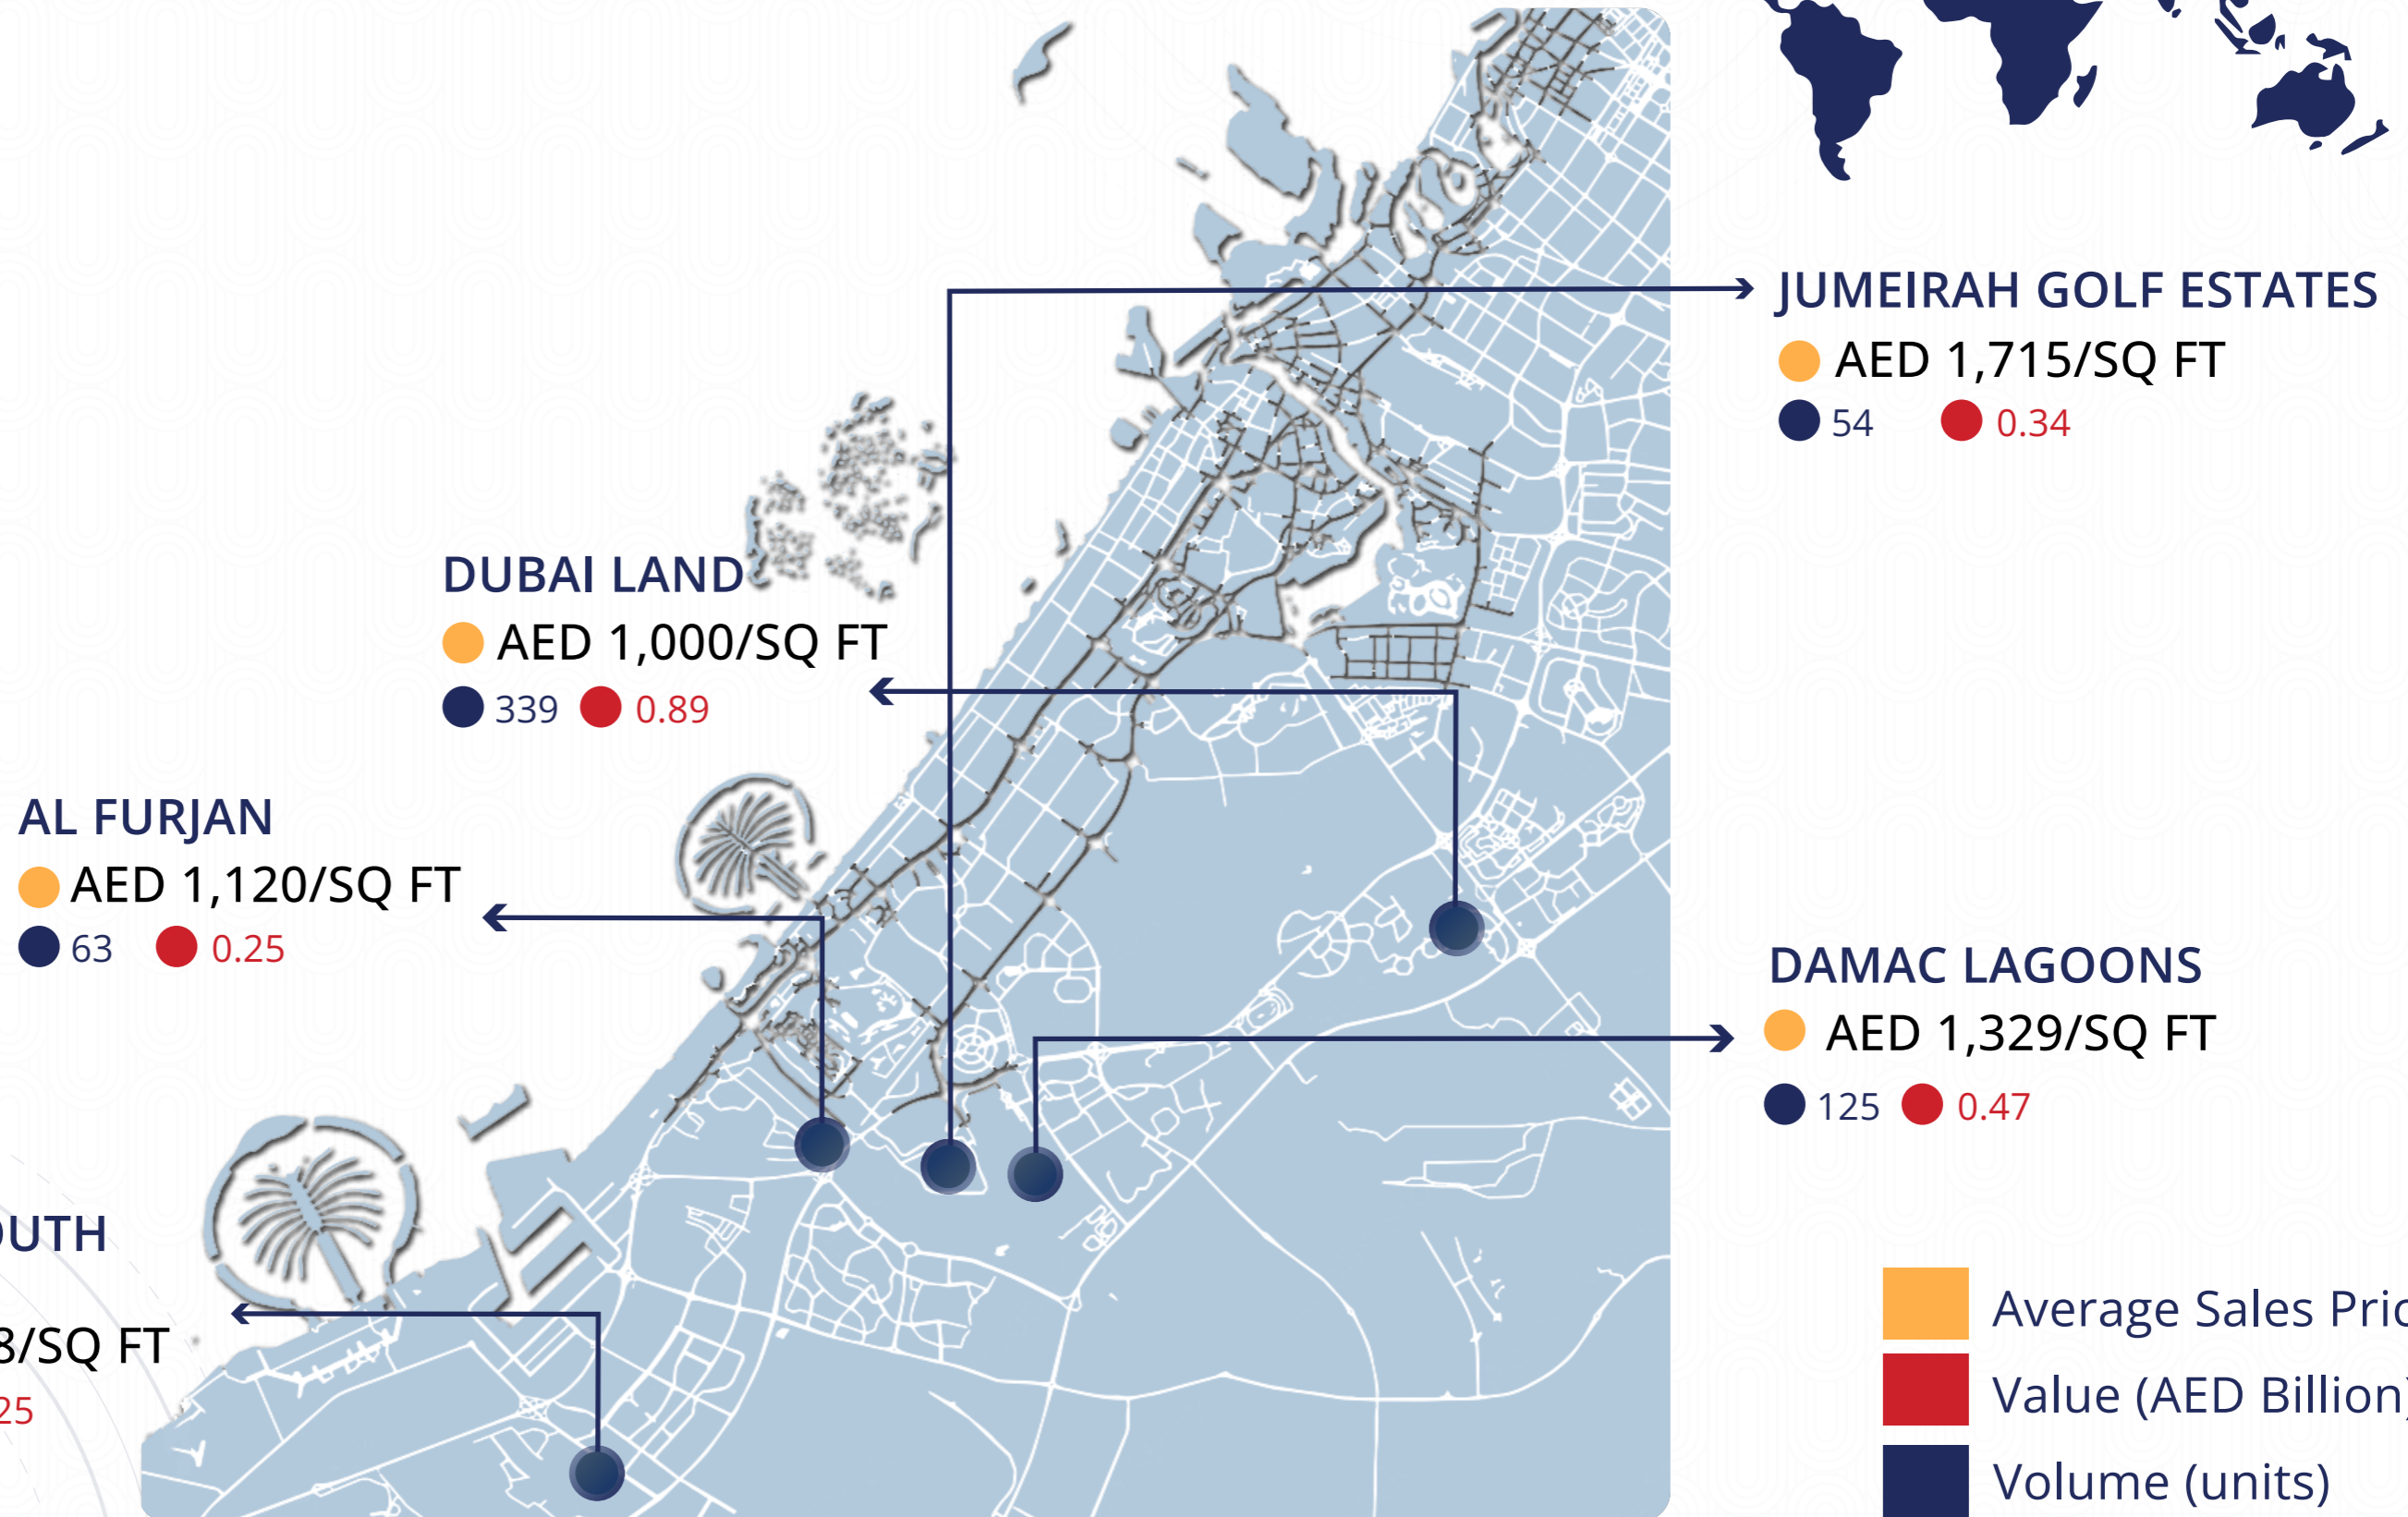 JUMEIRAH GOLF ESTATES
AED 1,715/SQ FT
54 0.34
DUBAI LAND
AED 1,000/SQ FT
339 0.89
AL FURJAN
AED 1,120/SQ FT
63 0.25
DAMAC LAGOONS
AED 1,329/SQ FT
125 0.47
OUTH
8/SQ FT
25
Average Sales Pric
Value (AED Billion)
Volume (units)